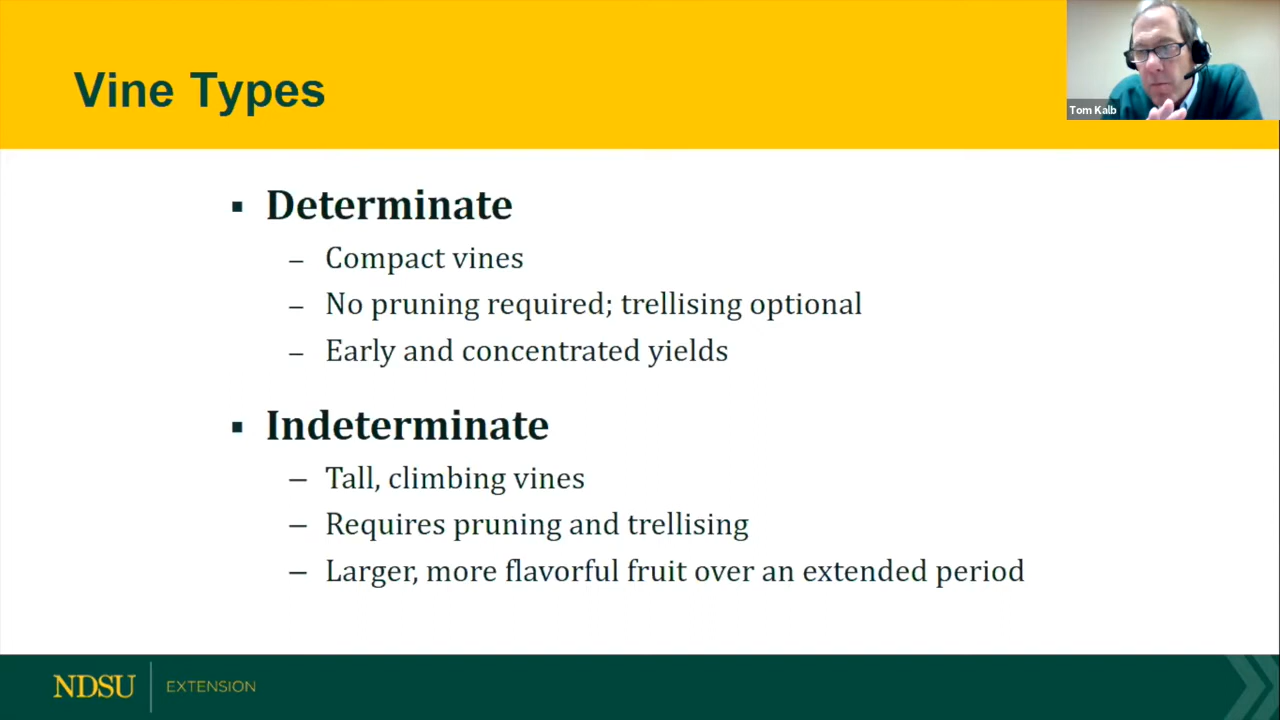 Vine Types
Tom Kalb
▪ Determinate
– Compact vines
– No pruning required; trellising optional
– Early and concentrated yields
▪ Indeterminate
– Tall, climbing vines
– Requires pruning and trellising
– Larger, more flavorful fruit over an extended period
NDSU EXTENSION